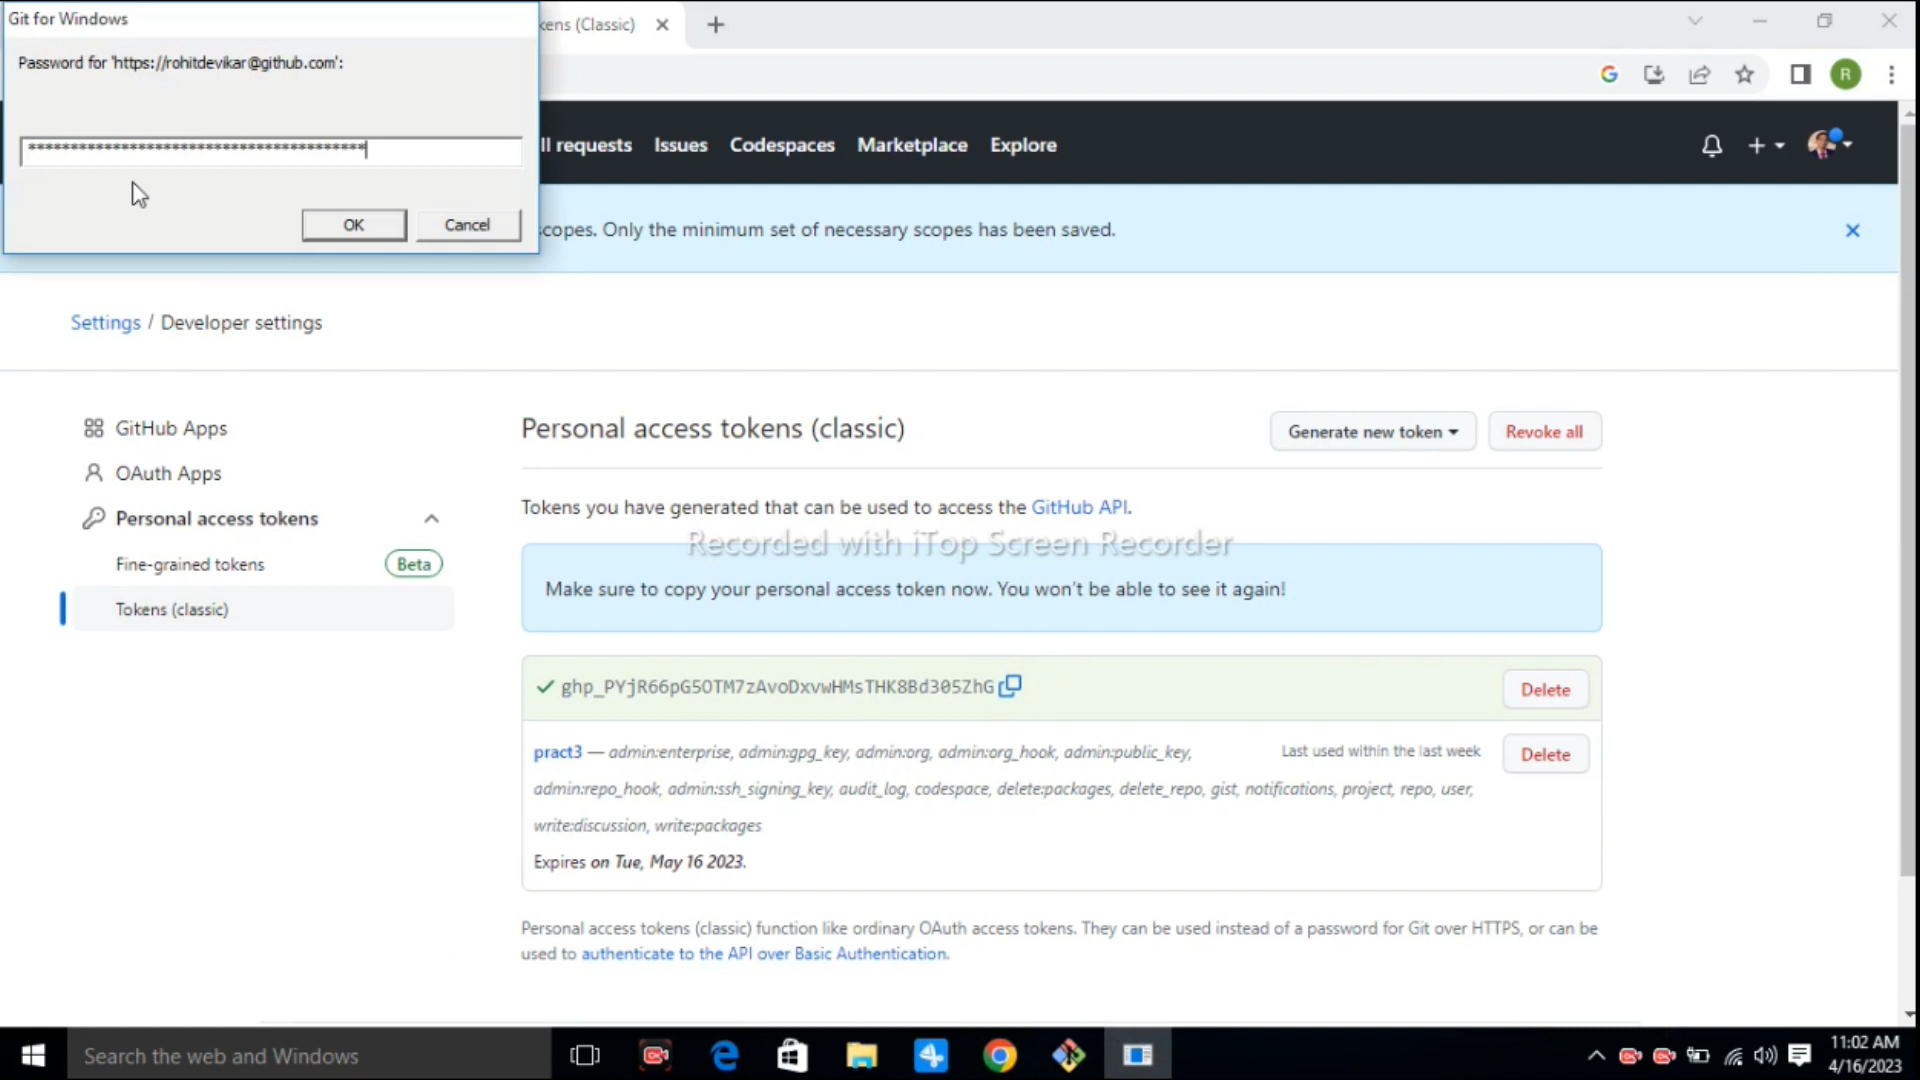 Git for Windows
kens (Classic)
Password for 'https://rohitdevikar@github.com':
****************************************
OK
Cancel
R
ll requests
Issues
Codespaces
Marketplace
Explore
scopes. Only the minimum set of necessary scopes has been saved.
Settings / Developer settings
GitHub Apps
OAuth Apps
Personal access tokens
Fine-grained tokens
Beta
Tokens (classic)
Personal access tokens (classic)
Generate new token
Revoke all
Tokens you have generated that can be used to access the GitHub API.
Recorded with iTop Screen Recorder
Make sure to copy your personal access token now. You won't be able to see it again!
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
Delete
pract3 — admin:enterprise, admin:gpg_key, admin:org, admin:org_hook, admin:public_key,
Last used within the last week
Delete
admin:repo_hook, admin:ssh_signing_key, audit_log, codespace, delete:packages, delete_repo, gist, notifications, project, repo, user,
write:discussion, write:packages
Expires on Tue, May 16 2023.
Personal access tokens (classic) function like ordinary OAuth access tokens. They can be used instead of a password for Git over HTTPS, or can be
used to authenticate to the API over Basic Authentication.
Search the web and Windows
11:02 AM
4/16/2023